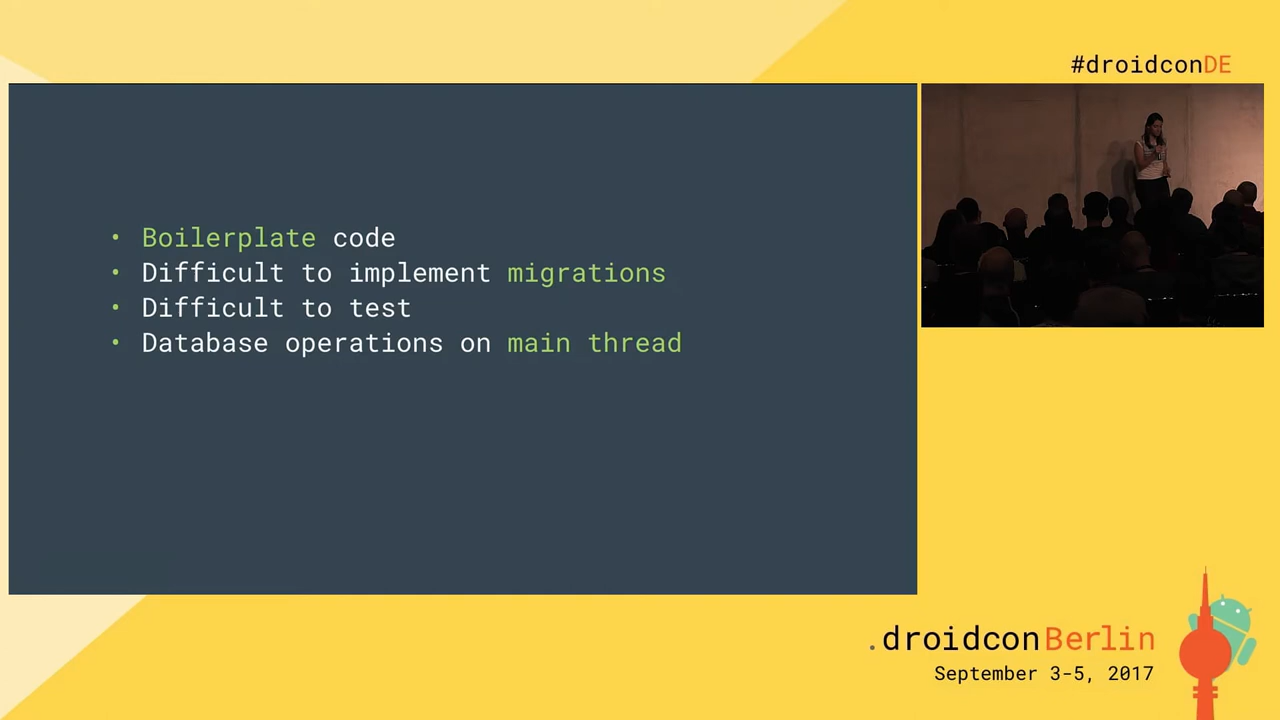 #droidconDE
• Boilerplate code
• Difficult to implement migrations
• Difficult to test
• Database operations on main thread
.droidconBerlin
September 3-5, 2017